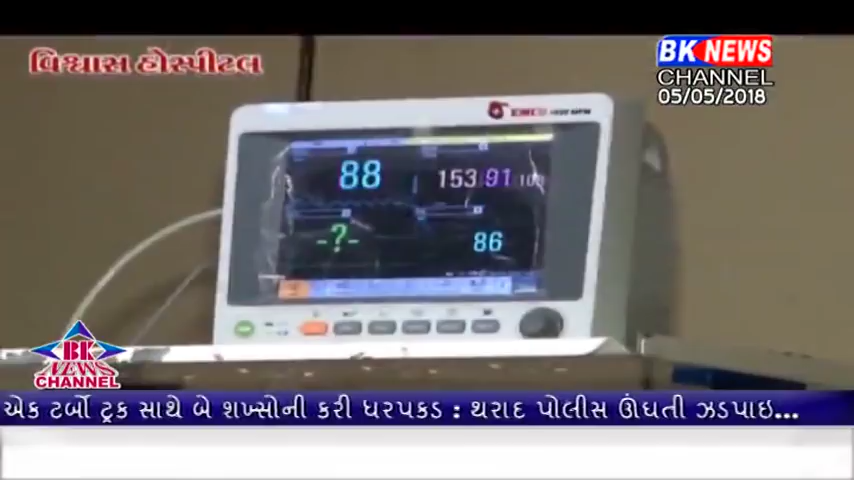 વિશ્વાસ હોસ્પીટલ
BK NEWS
CHANNEL
05/05/2018
88
153/91
-?-
86
BK
NEWS
CHANNEL
એક ટર્બો ટ્રક સાથે બે શખ્સોની કરી ધરપકડ : થરાદ પોલીસ ઊંઘતી ઝડપાઇ...